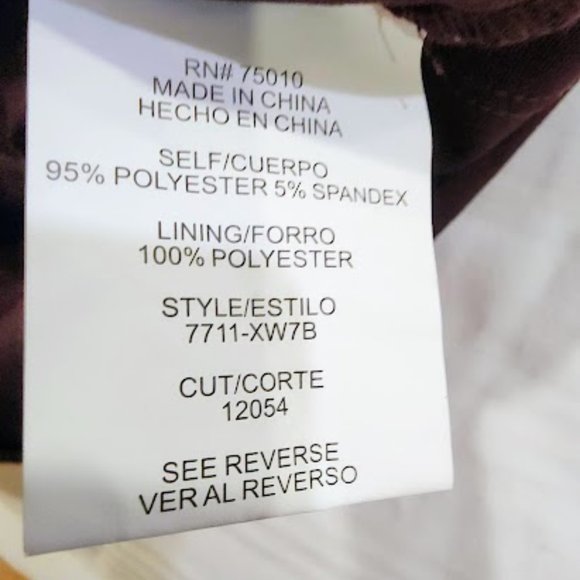 RN# 75010
MADE IN CHINA
HECHO EN CHINA
SELF/CUERPO
95% POLYESTER 5% SPANDEX
LINING/FORRO
100% POLYESTER
STYLE/ESTILO
7711-XW7B
CUT/CORTE
12054
SEE REVERSE
VER AL REVERSO